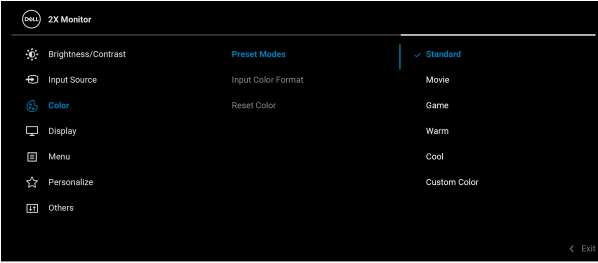 DELL 2X Monitor
Brightness/Contrast Preset Modes Standard
Input Source Input Color Format Movie
Color Reset Color Game
Display Warm
Menu Cool
Personalize Custom Color
Others
Exit